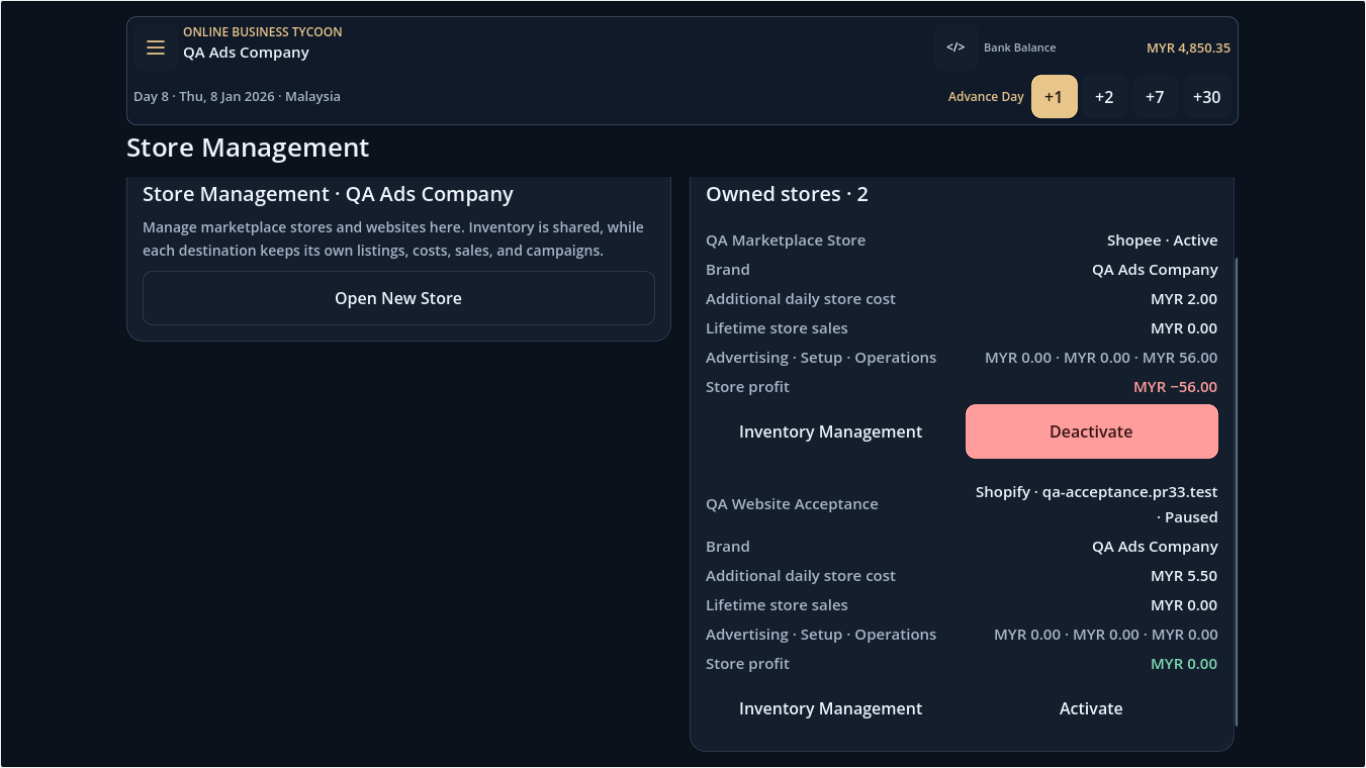 ONLINE BUSINESS TYCOON
QA Ads Company
</> Bank Balance MYR 4,850.35
Day 8 · Thu, 8 Jan 2026 · Malaysia
Advance Day +1 +2 +7 +30
Store Management
Store Management · QA Ads Company
Manage marketplace stores and websites here. Inventory is shared, while
each destination keeps its own listings, costs, sales, and campaigns.
Open New Store
Owned stores · 2
QA Marketplace Store Shopee · Active
Brand QA Ads Company
Additional daily store cost MYR 2.00
Lifetime store sales MYR 0.00
Advertising · Setup · Operations MYR 0.00 · MYR 0.00 · MYR 56.00
Store profit MYR −56.00
Inventory Management Deactivate
QA Website Acceptance Shopify · qa-acceptance.pr33.test
· Paused
Brand QA Ads Company
Additional daily store cost MYR 5.50
Lifetime store sales MYR 0.00
Advertising · Setup · Operations MYR 0.00 · MYR 0.00 · MYR 0.00
Store profit MYR 0.00
Inventory Management Activate